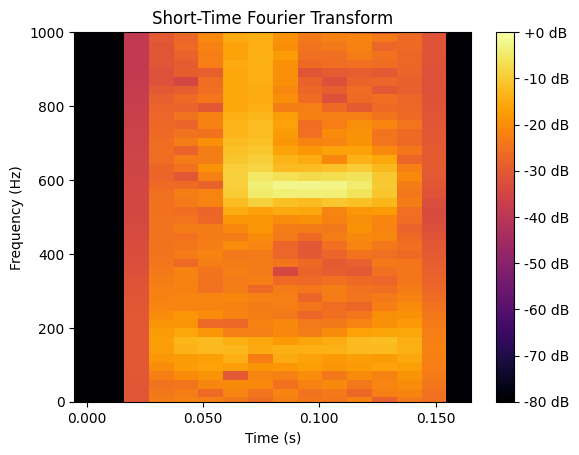 Short-Time Fourier Transform
Frequency (Hz)
1000
800
600
400
200
0
0.000
0.050
0.100
0.150
Time (s)
+0 dB
-10 dB
-20 dB
-30 dB
-40 dB
-50 dB
-60 dB
-70 dB
-80 dB